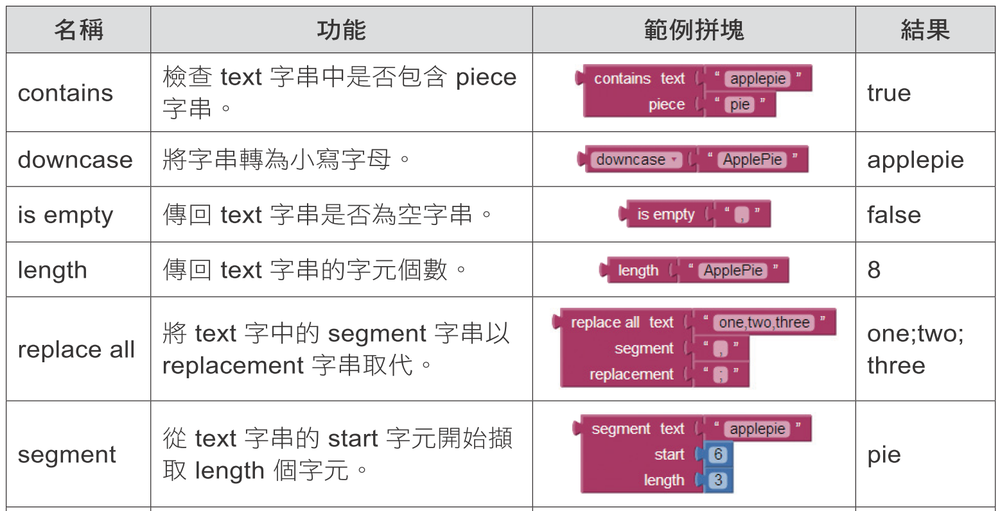 名稱 功能 範例拼塊 結果
contains 檢查 text 字串中是否包含 piece 字串。 contains text “ applepie ” piece “ pie ” true
downcase 將字串轉為小寫字母。 downcase “ ApplePie ” applepie
is empty 傳回 text 字串是否為空字串。 is empty “ , ” false
length 傳回 text 字串的字元個數。 length “ ApplePie ” 8
replace all 將 text 字中的 segment 字串以 replacement 字串取代。 replace all text “ one,two,three ” segment “ , ” replacement “ ; ” one;two; three
segment 從 text 字串的 start 字元開始擷取 length 個字元。 segment text “ applepie ” start 6 length 3 pie